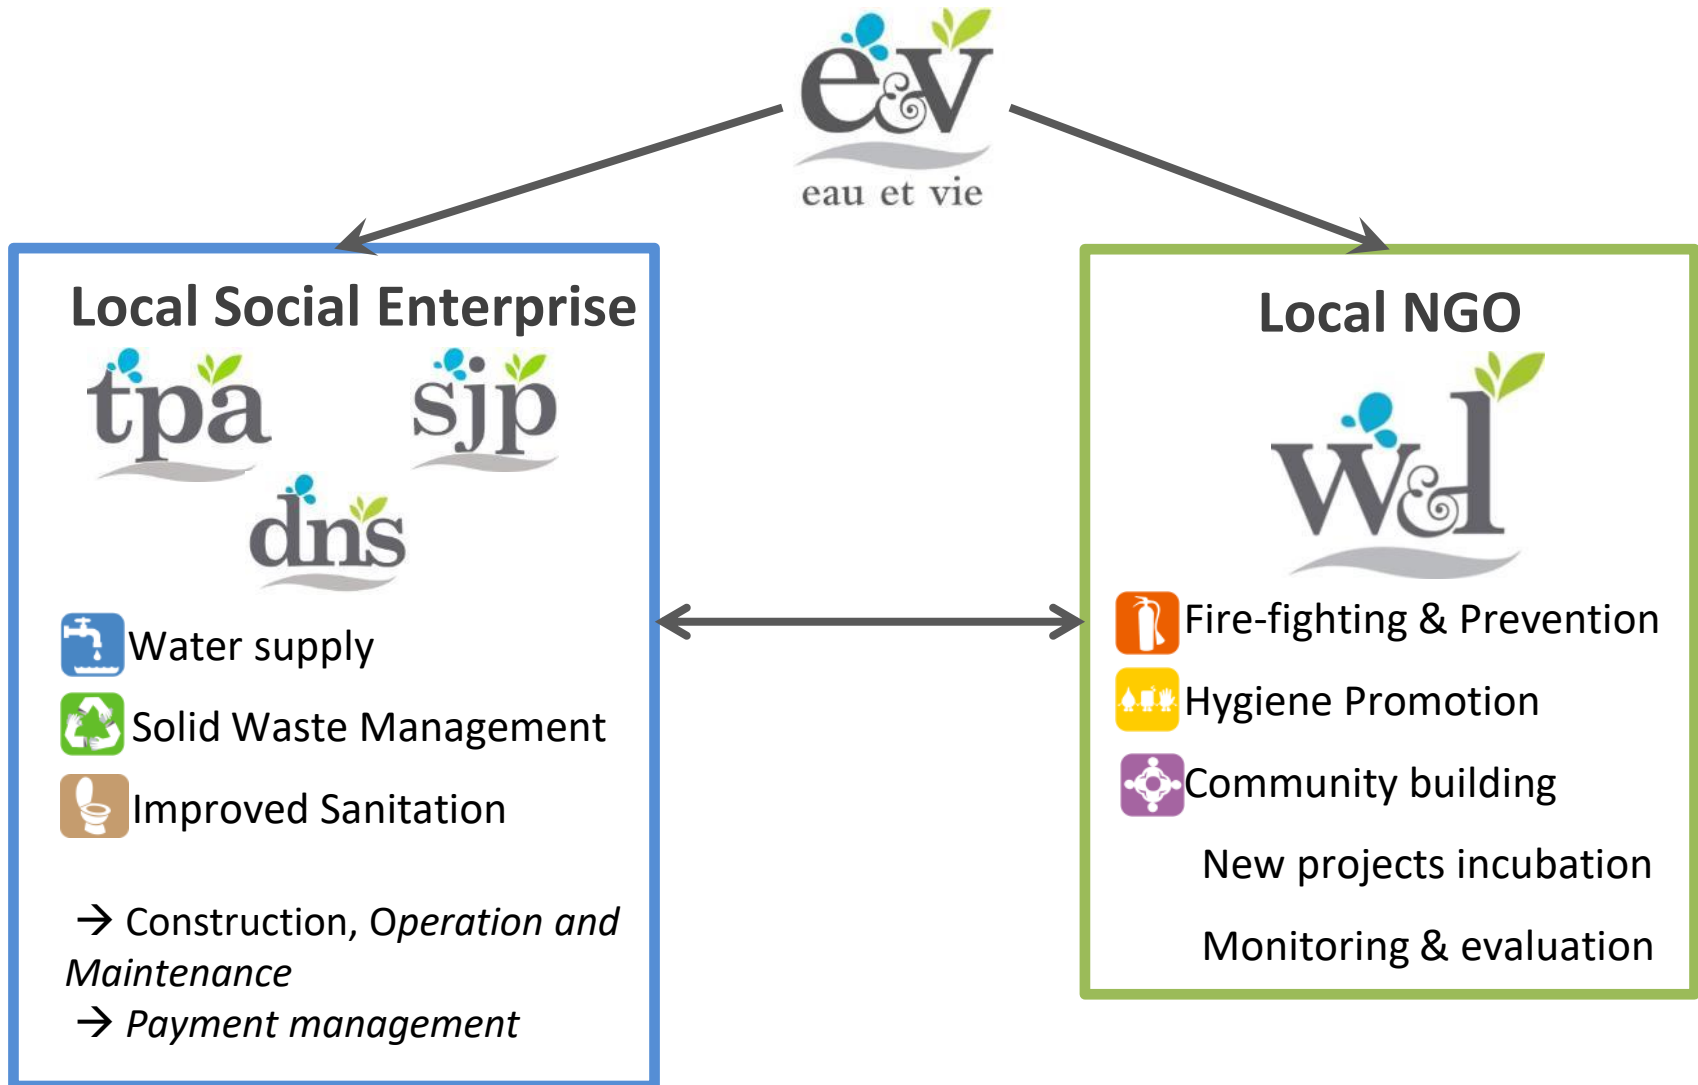 e&v
eau et vie
Local Social Enterprise
tpa
sjp
dns
Water supply
Solid Waste Management
Improved Sanitation
→ Construction, Operation and
Maintenance
→ Payment management
Local NGO
w&l
Fire-fighting & Prevention
Hygiene Promotion
Community building
New projects incubation
Monitoring & evaluation